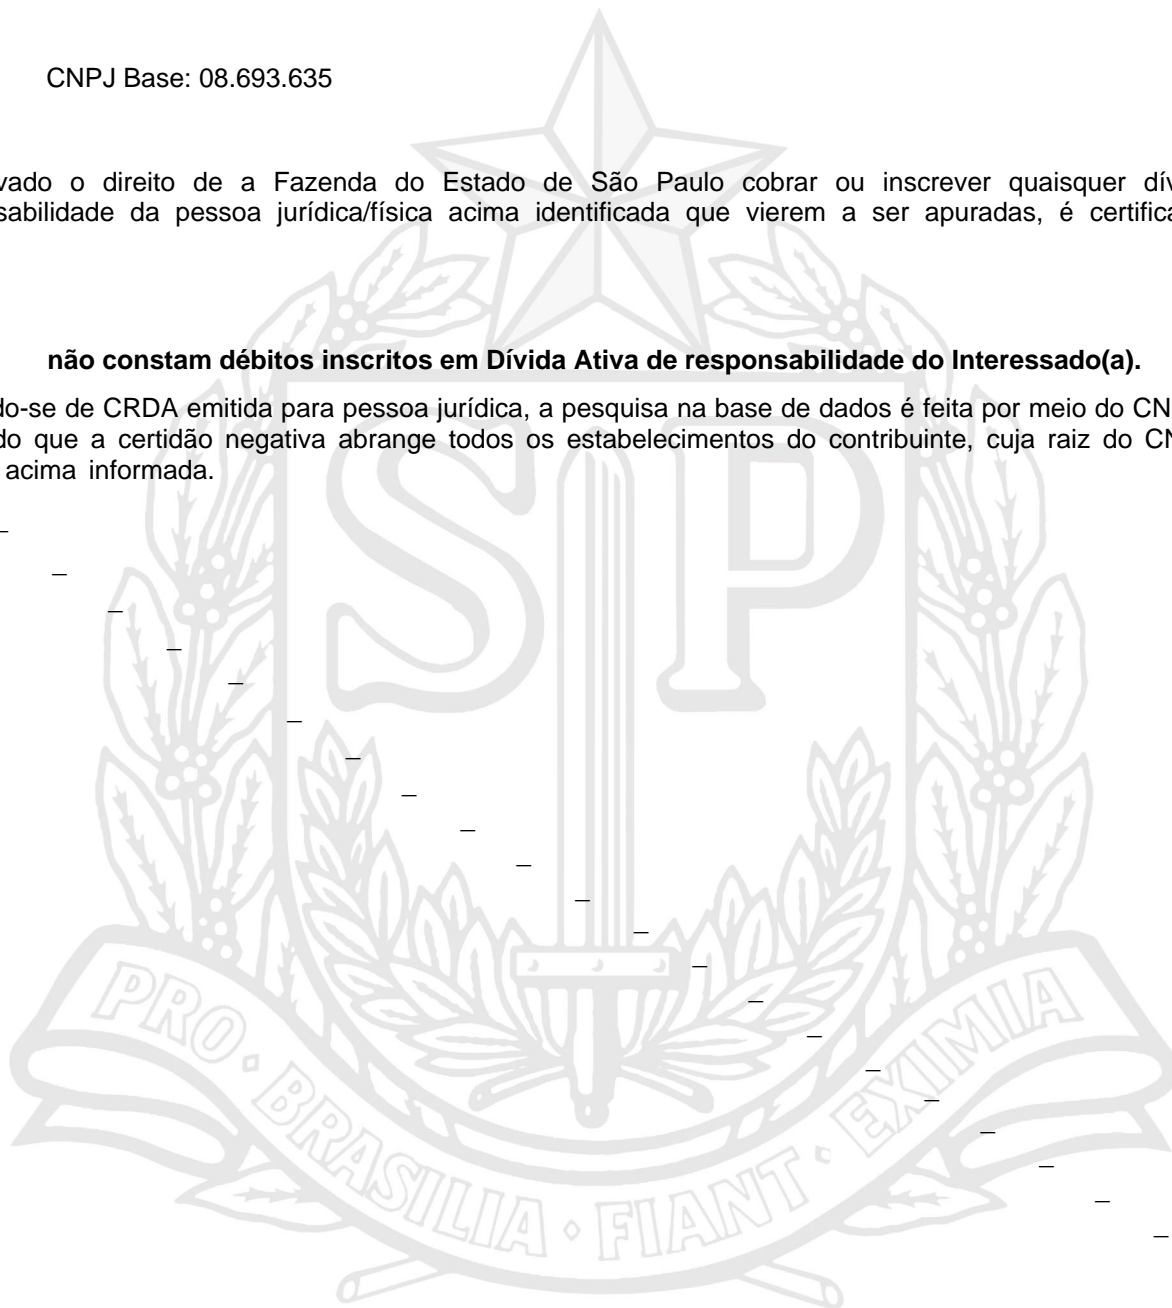 CNPJ Base: 08.693.635
vado o direito de a Fazenda do Estado de São Paulo cobrar ou inscrever quaisquer dív
sabilidade da pessoa jurídica/física acima identificada que vierem a ser apuradas, é certifica
não constam débitos inscritos em Dívida Ativa de responsabilidade do Interessado(a).
do-se de CRDA emitida para pessoa jurídica, a pesquisa na base de dados é feita por meio do CN
do que a certidão negativa abrange todos os estabelecimentos do contribuinte, cuja raiz do CN
acima informada.
SP
PRO · BRASILIA · FIANT · EXIMIA